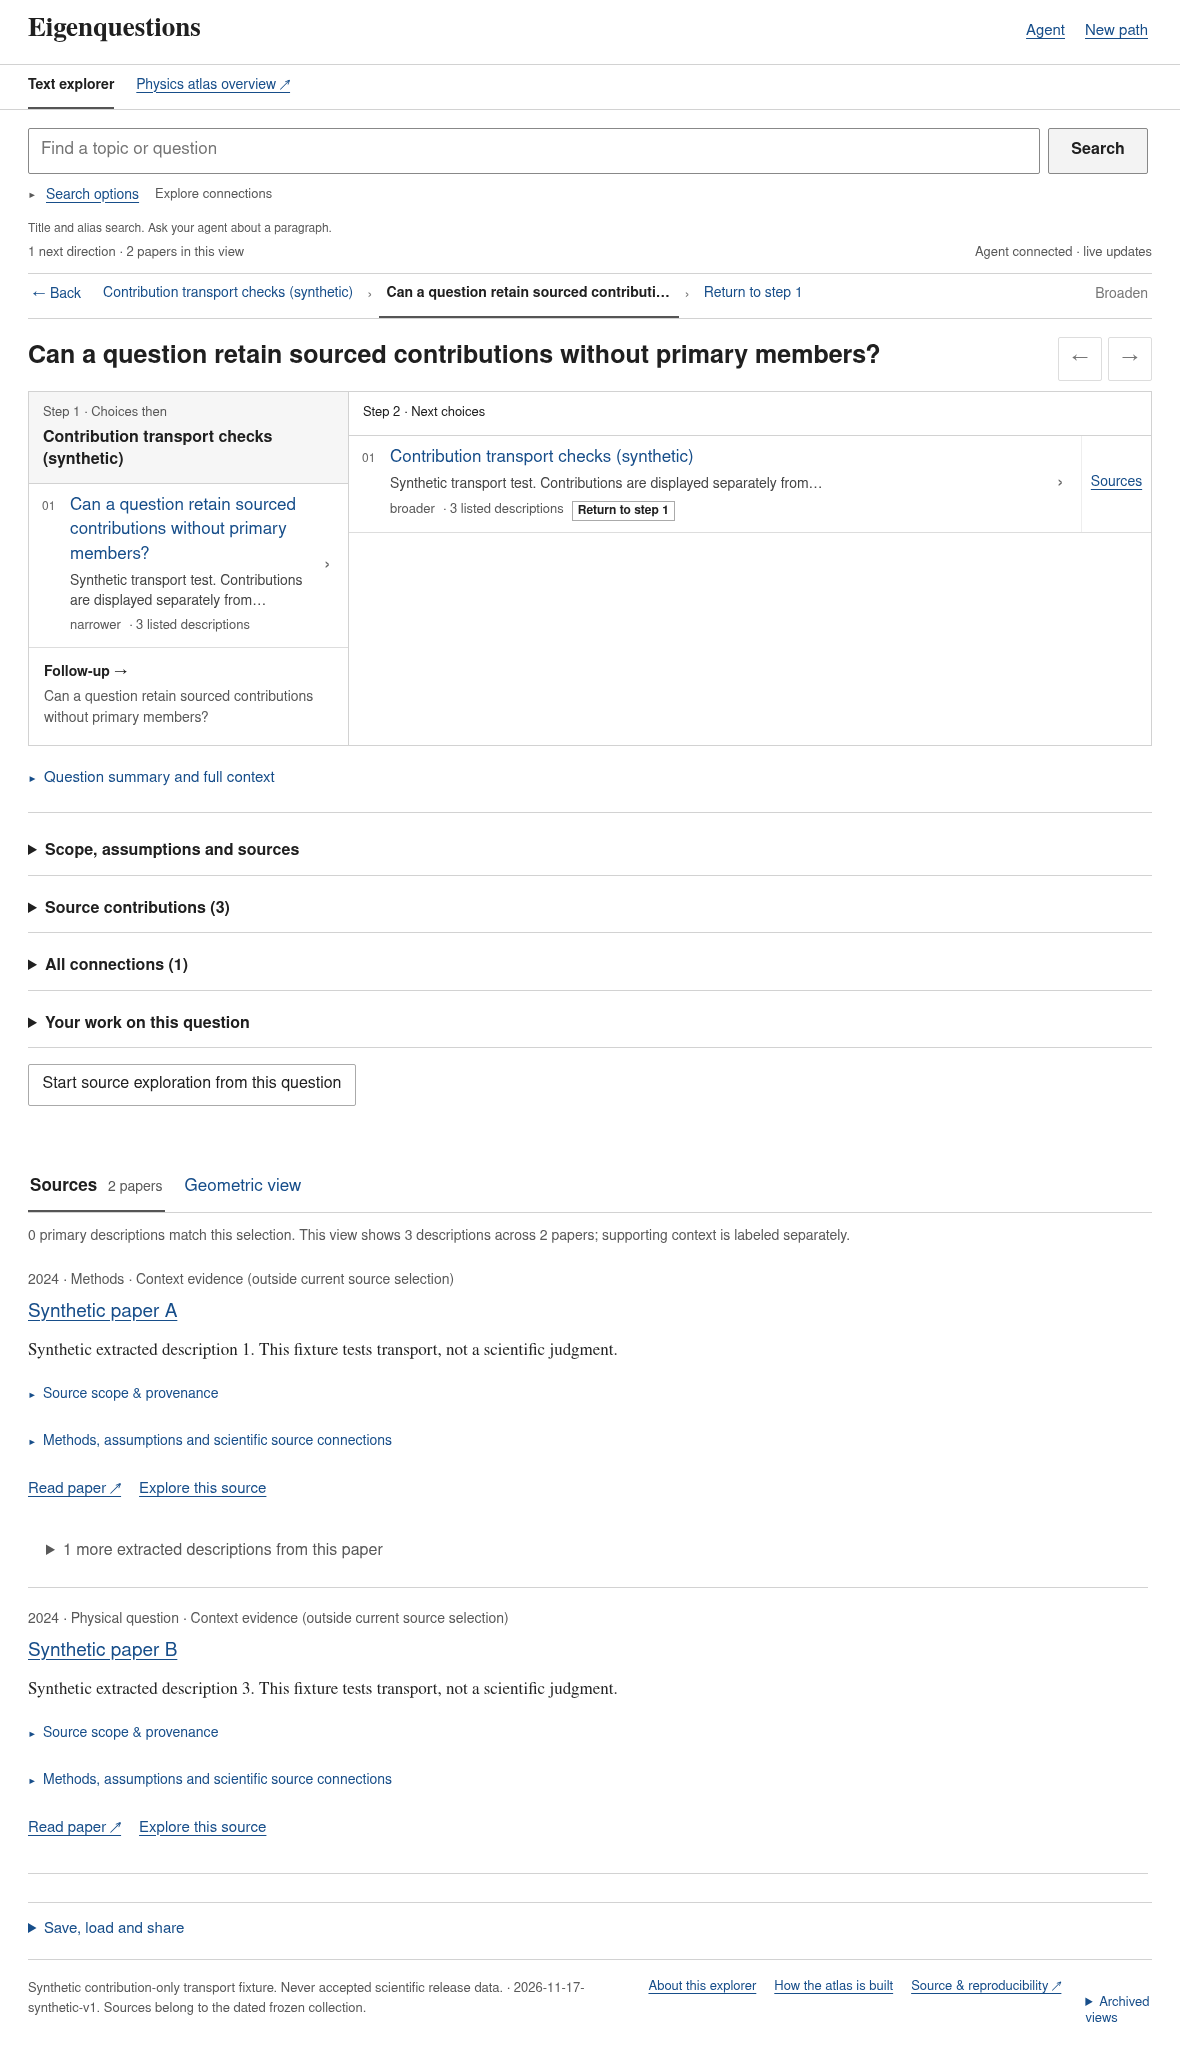 Eigenquestions
Agent New path
Text explorer Physics atlas overview ↗
Find a topic or question Search
▸ Search options Explore connections
Title and alias search. Ask your agent about a paragraph.
1 next direction · 2 papers in this view Agent connected · live updates
← Back Contribution transport checks (synthetic) › Can a question retain sourced contributi... › Return to step 1 Broaden
Can a question retain sourced contributions without primary members? ← →
Step 1 · Choices then
Contribution transport checks
(synthetic)
01 Can a question retain sourced
contributions without primary
members?
›
Synthetic transport test. Contributions
are displayed separately from…
narrower · 3 listed descriptions
Follow-up →
Can a question retain sourced contributions
without primary members?
Step 2 · Next choices
01 Contribution transport checks (synthetic)
Synthetic transport test. Contributions are displayed separately from… › Sources
broader · 3 listed descriptions Return to step 1
▸ Question summary and full context
▶ Scope, assumptions and sources
▶ Source contributions (3)
▶ All connections (1)
▶ Your work on this question
Start source exploration from this question
Sources 2 papers Geometric view
0 primary descriptions match this selection. This view shows 3 descriptions across 2 papers; supporting context is labeled separately.
2024 · Methods · Context evidence (outside current source selection)
Synthetic paper A
Synthetic extracted description 1. This fixture tests transport, not a scientific judgment.
▸ Source scope & provenance
▸ Methods, assumptions and scientific source connections
Read paper ↗ Explore this source
▶ 1 more extracted descriptions from this paper
2024 · Physical question · Context evidence (outside current source selection)
Synthetic paper B
Synthetic extracted description 3. This fixture tests transport, not a scientific judgment.
▸ Source scope & provenance
▸ Methods, assumptions and scientific source connections
Read paper ↗ Explore this source
▶ Save, load and share
Synthetic contribution-only transport fixture. Never accepted scientific release data. · 2026-11-17-
synthetic-v1. Sources belong to the dated frozen collection.
About this explorer How the atlas is built Source & reproducibility ↗
▶ Archived
views